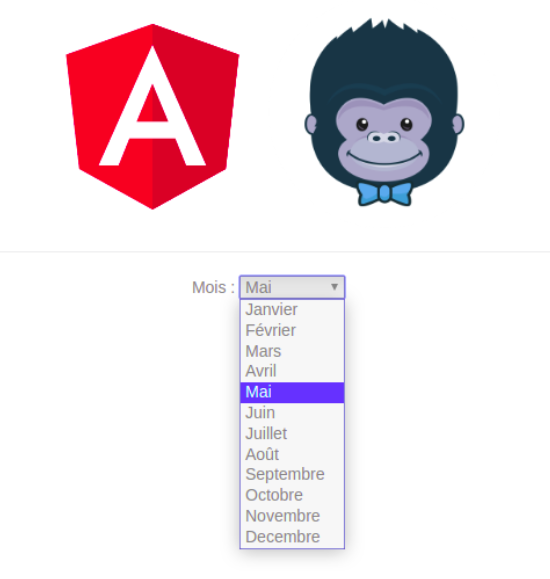 A
Mois : Mai
Janvier
Février
Mars
Avril
Mai
Juin
Juillet
Août
Septembre
Octobre
Novembre
Decembre